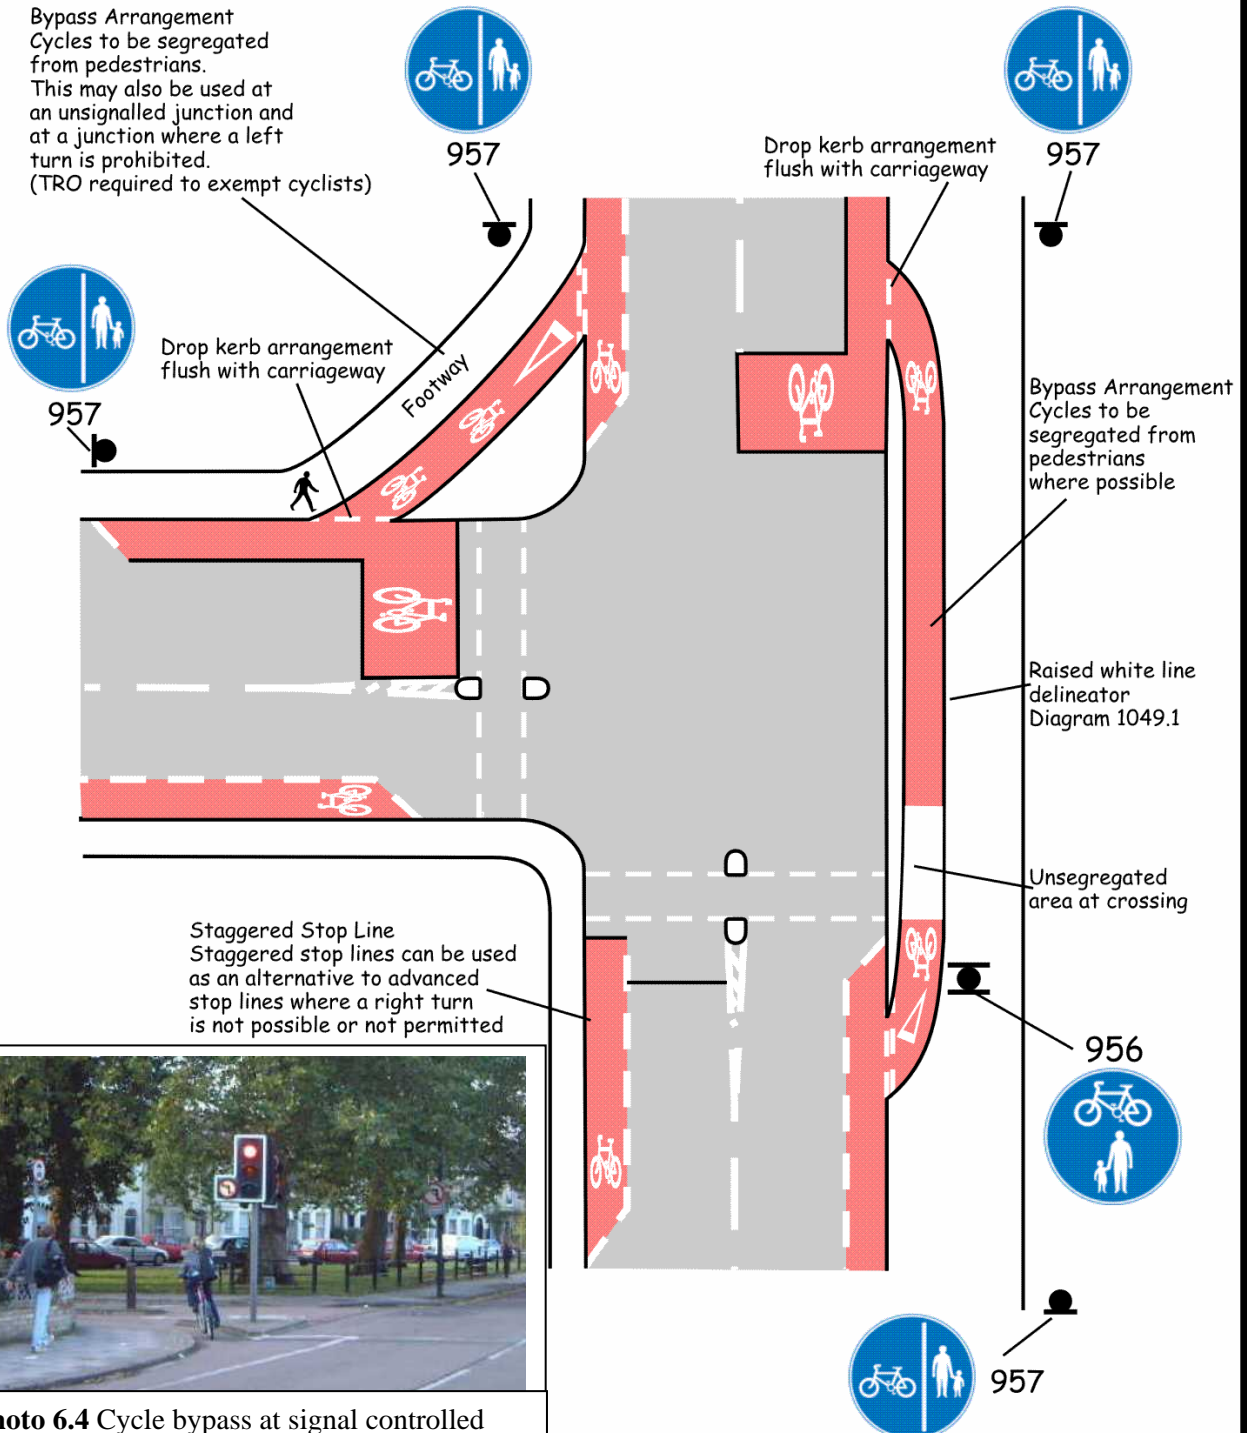 Bypass Arrangement
Cycles to be segregated
from pedestrians.
This may also be used at
an unsignalled junction and
at a junction where a left
turn is prohibited.
(TRO required to exempt cyclists)
957
957
Drop kerb arrangement
flush with carriageway
957
Drop kerb arrangement
flush with carriageway
Footway
Bypass Arrangement
Cycles to be
segregated from
pedestrians
where possible
Raised white line
delineator
Diagram 1049.1
Unsegregated
area at crossing
Staggered Stop Line
Staggered stop lines can be used
as an alternative to advanced
stop lines where a right turn
is not possible or not permitted
956
957
hoto 6.4 Cycle bypass at signal controlled